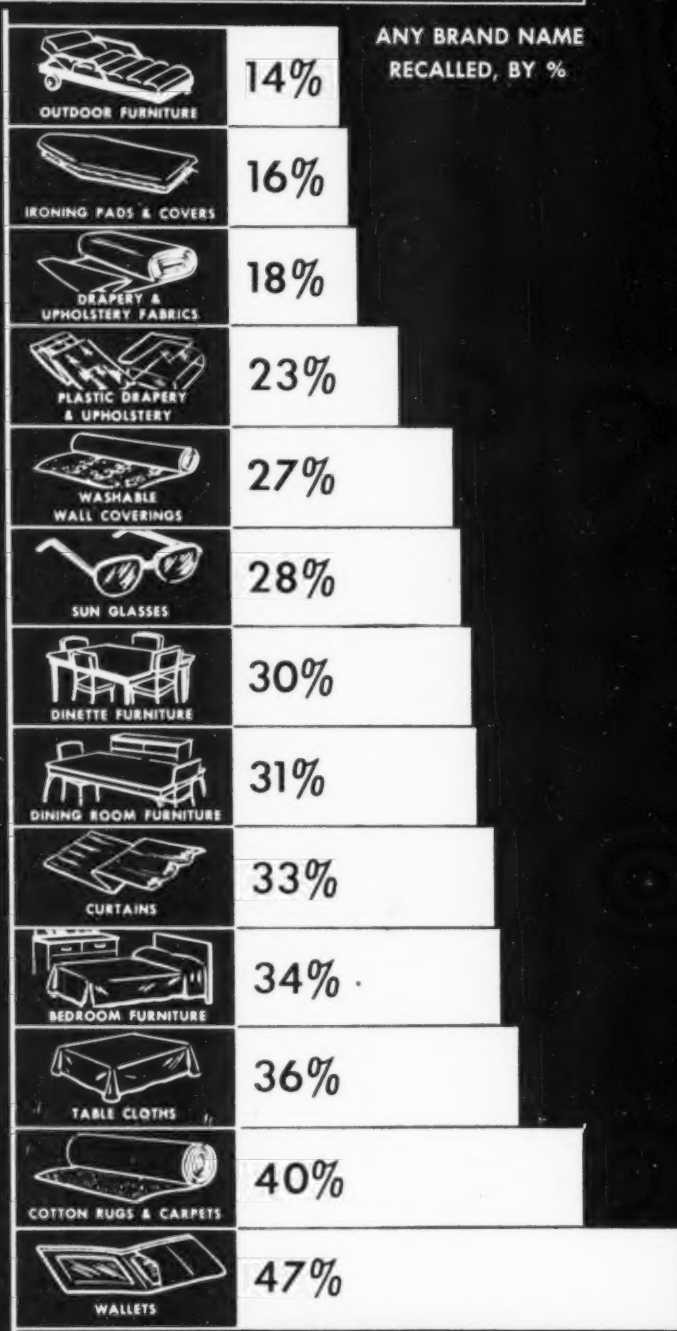 ANY BRAND NAME
RECALLED, BY %
OUTDOOR FURNITURE
14%
IRONING PADS & COVERS
16%
DRAPERY &
UPHOLSTERY FABRICS
18%
PLASTIC DRAPERY
& UPHOLSTERY
23%
WASHABLE
WALL COVERINGS
27%
SUN GLASSES
28%
DINETTE FURNITURE
30%
DINING ROOM FURNITURE
31%
CURTAINS
33%
BEDROOM FURNITURE
34%
TABLE CLOTHS
36%
COTTON RUGS & CARPETS
40%
WALLETS
47%